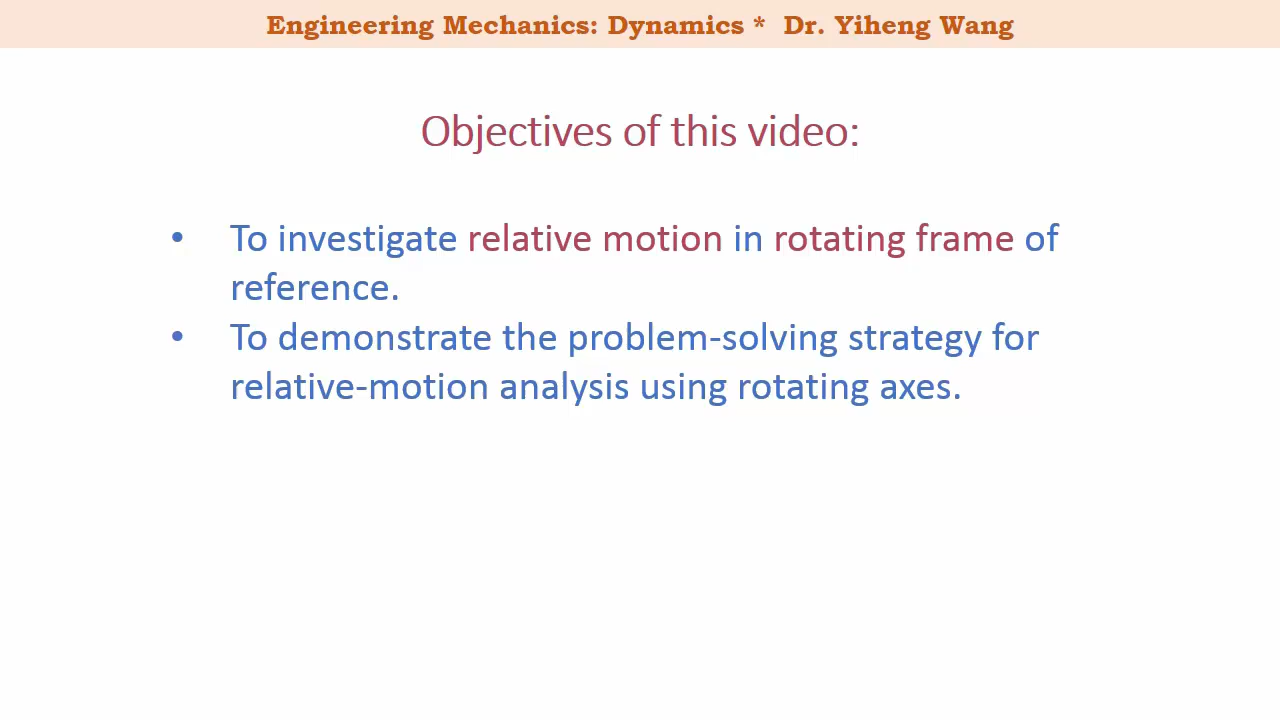 Engineering Mechanics: Dynamics * Dr. Yiheng Wang
Objectives of this video:
• To investigate relative motion in rotating frame of
reference.
• To demonstrate the problem-solving strategy for
relative-motion analysis using rotating axes.